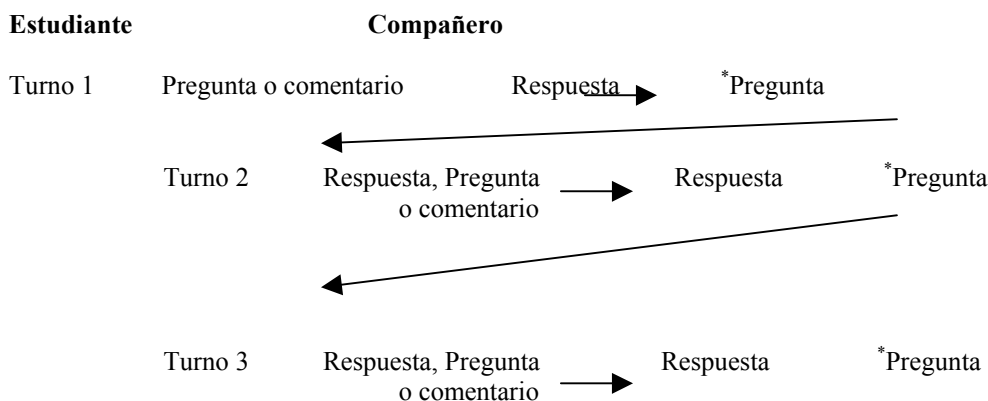 Estudiante Compañero
Turno 1 Pregunta o comentario Respuesta *Pregunta
Turno 2 Respuesta, Pregunta Respuesta *Pregunta
o comentario
Turno 3 Respuesta, Pregunta Respuesta *Pregunta
o comentario